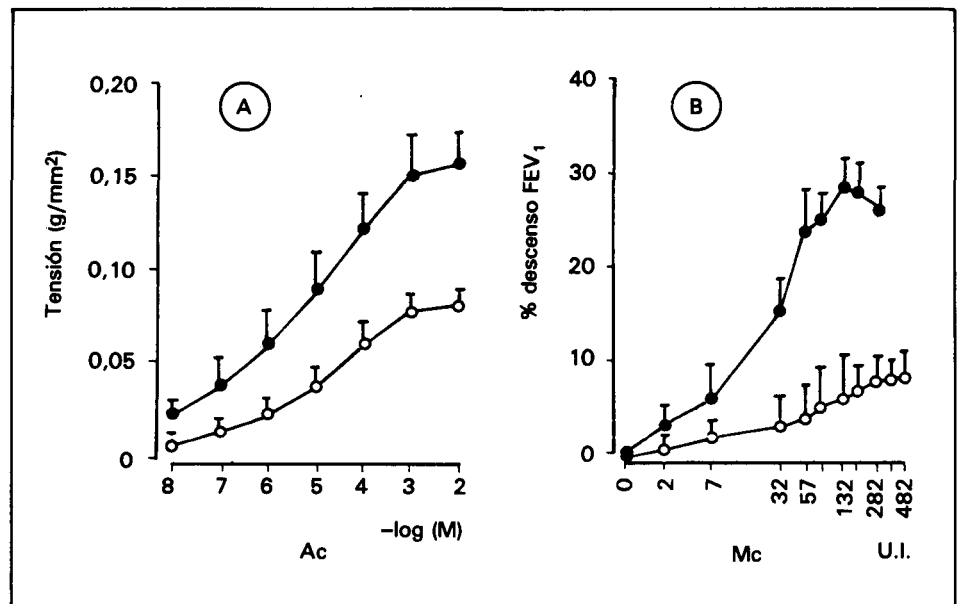 A
Tensión (g/mm²)
0,20
0,15
0,10
0,05
0
8 7 6 5 4 3 2
–log (M)
Ac
B
% descenso FEV₁
40
30
20
10
0
0 2 7 32 57 132 282 482
Mc
U.I.